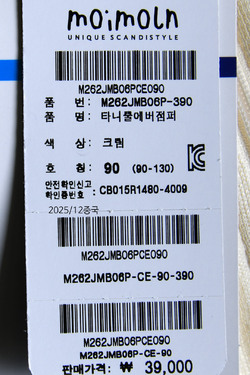 moimoln
UNIQUE SCANDISTYLE
M262JMB06PCE090
품 번: M262JMB06P-390
품 명: 타니쿨에버점퍼
색 상: 크림
호 칭: 90 (90-130)
안전확인신고
확인증번호 : CB015R1480-4009
2025/12중국
M262JMB06PCE090
M262JMB06P-CE-90-390
M262JMB06PCE090
M262JMB06P-CE-90
판매가격: ₩ 39,000